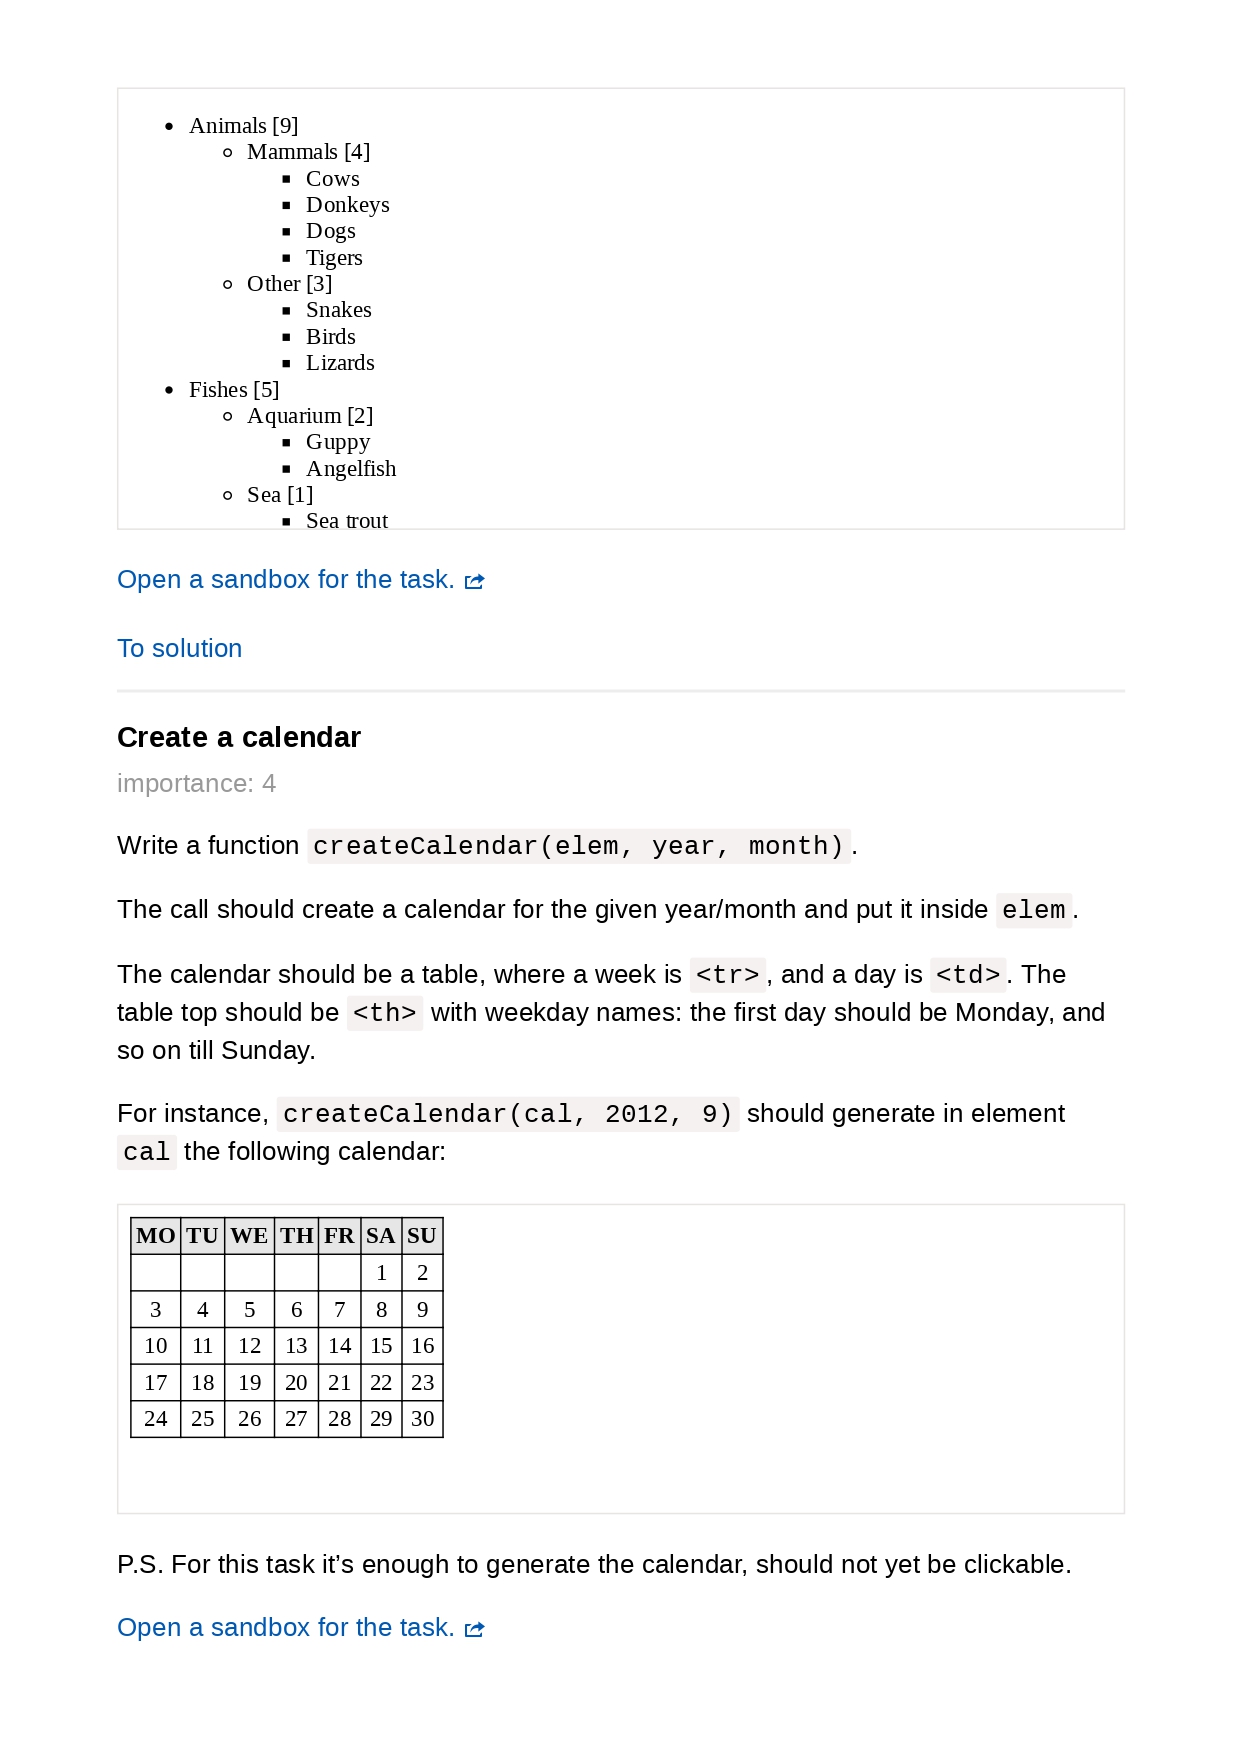 Animals [9]
Mammals [4]
Cows
Donkeys
Dogs
Tigers
Other [3]
Snakes
Birds
Lizards
Fishes [5]
Aquarium [2]
Guppy
Angelfish
Sea [1]
Sea trout
Open a sandbox for the task.
To solution
Create a calendar
importance: 4
Write a function createCalendar(elem, year, month).
The call should create a calendar for the given year/month and put it inside elem.
The calendar should be a table, where a week is <tr>, and a day is <td>. The
table top should be <th> with weekday names: the first day should be Monday, and
so on till Sunday.
For instance, createCalendar(cal, 2012, 9) should generate in element
cal the following calendar:
MO TU WE TH FR SA SU
1 2
3 4 5 6 7 8 9
10 11 12 13 14 15 16
17 18 19 20 21 22 23
24 25 26 27 28 29 30
P.S. For this task it’s enough to generate the calendar, should not yet be clickable.
Open a sandbox for the task.